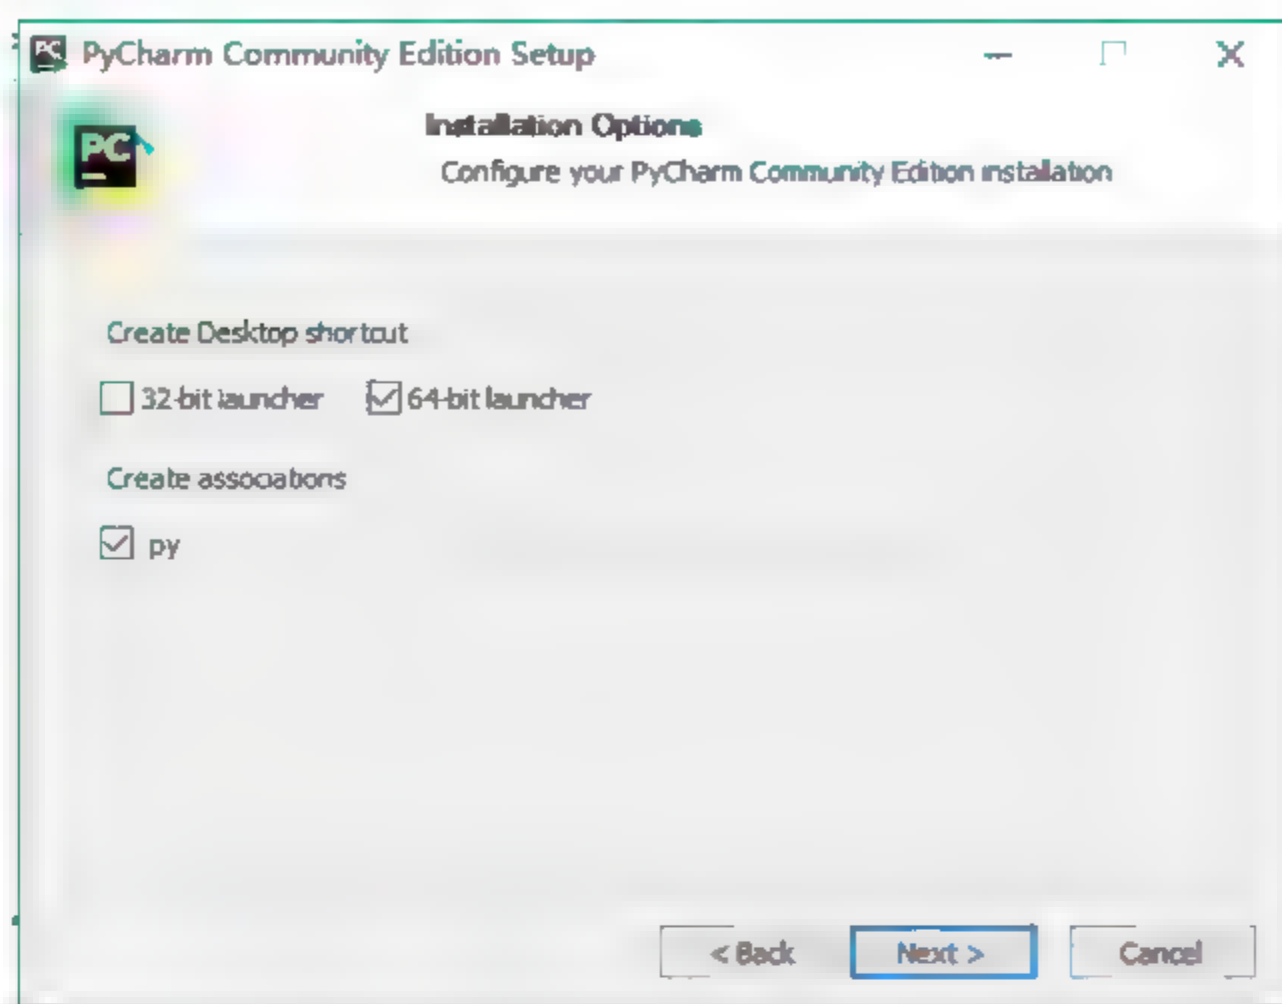 PyCharm Community Edition Setup
PC
Installation Options
Configure your PyCharm Community Edition installation
Create Desktop shortcut
32-bit launcher 64-bit launcher
Create associations
py
< Back Next > Cancel